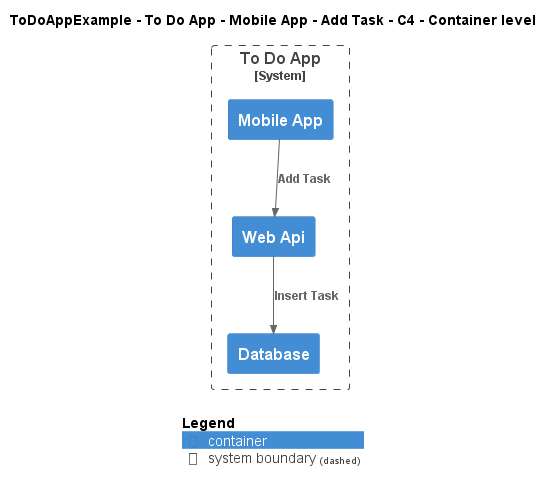 ToDoAppExample - To Do App - Mobile App - Add Task - C4 - Container level
To Do App
[System]
Mobile App
Add Task
Web Api
Insert Task
Database
Legend
container
system boundary (dashed)